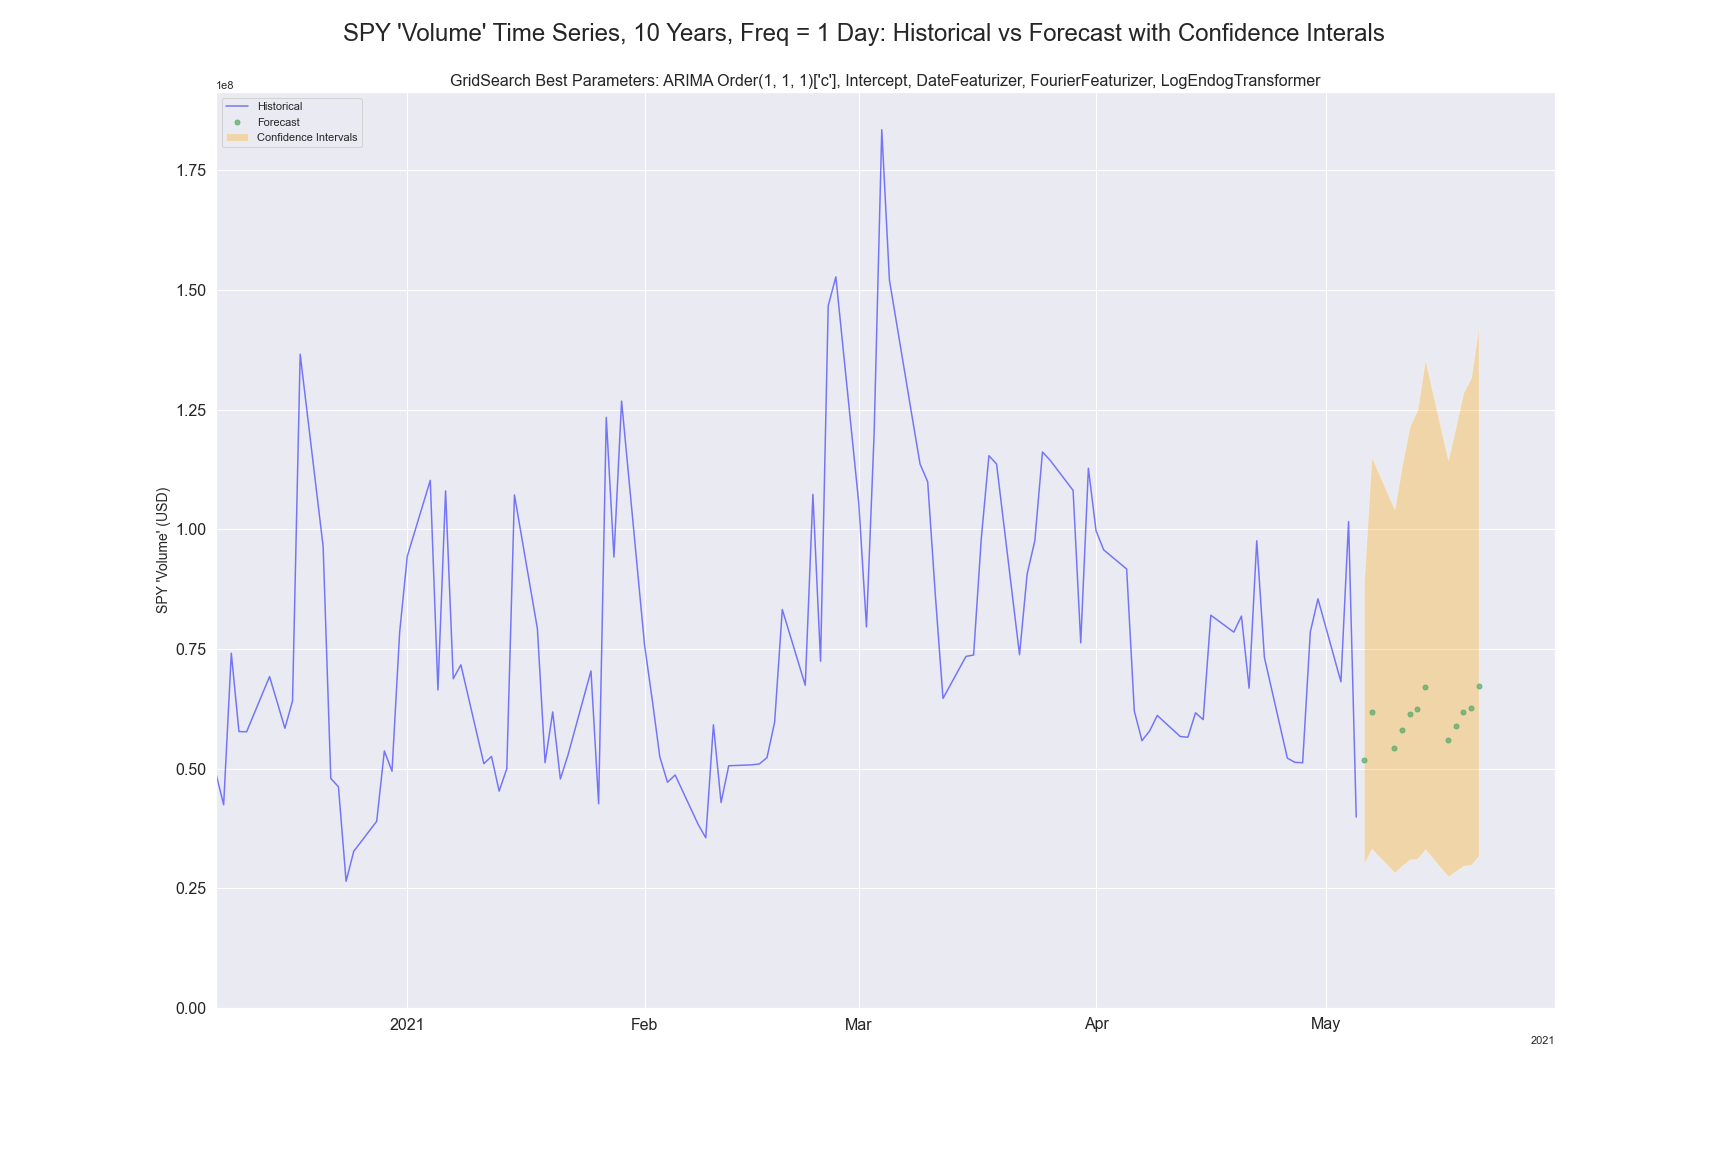 SPY 'Volume' Time Series, 10 Years, Freq = 1 Day: Historical vs Forecast with Confidence Interals
GridSearch Best Parameters: ARIMA Order(1, 1, 1)['c'], Intercept, DateFeaturizer, FourierFeaturizer, LogEndogTransformer
1e8
Historical
Forecast
Confidence Intervals
1.75
1.50
1.25
1.00
0.75
0.50
0.25
0.00
SPY 'Volume' (USD)
2021
Feb
Mar
Apr
May
2021